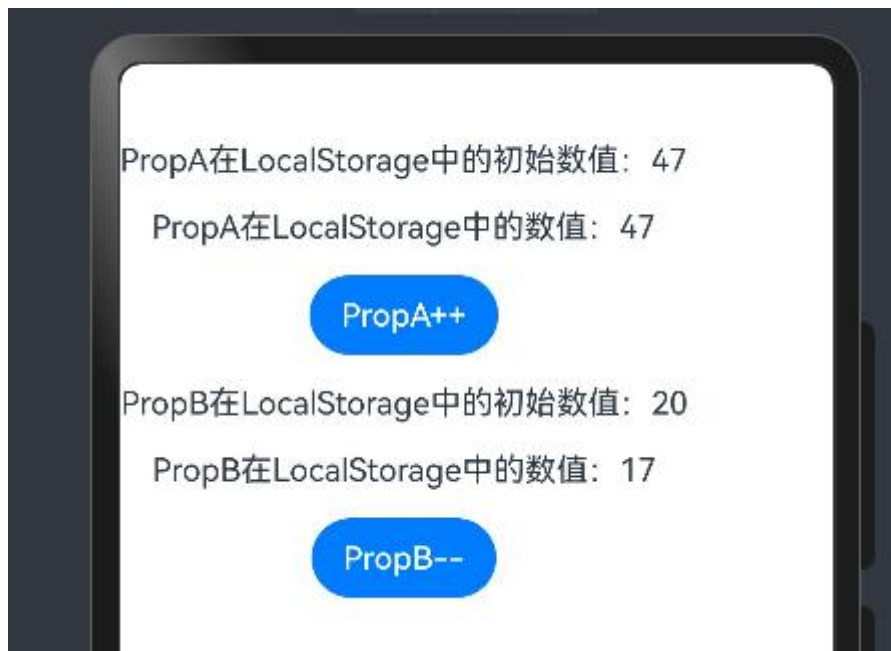 PropA在LocalStorage中的初始数值：47
PropA在LocalStorage中的数值：47
PropA++
PropB在LocalStorage中的初始数值：20
PropB在LocalStorage中的数值：17
PropB--